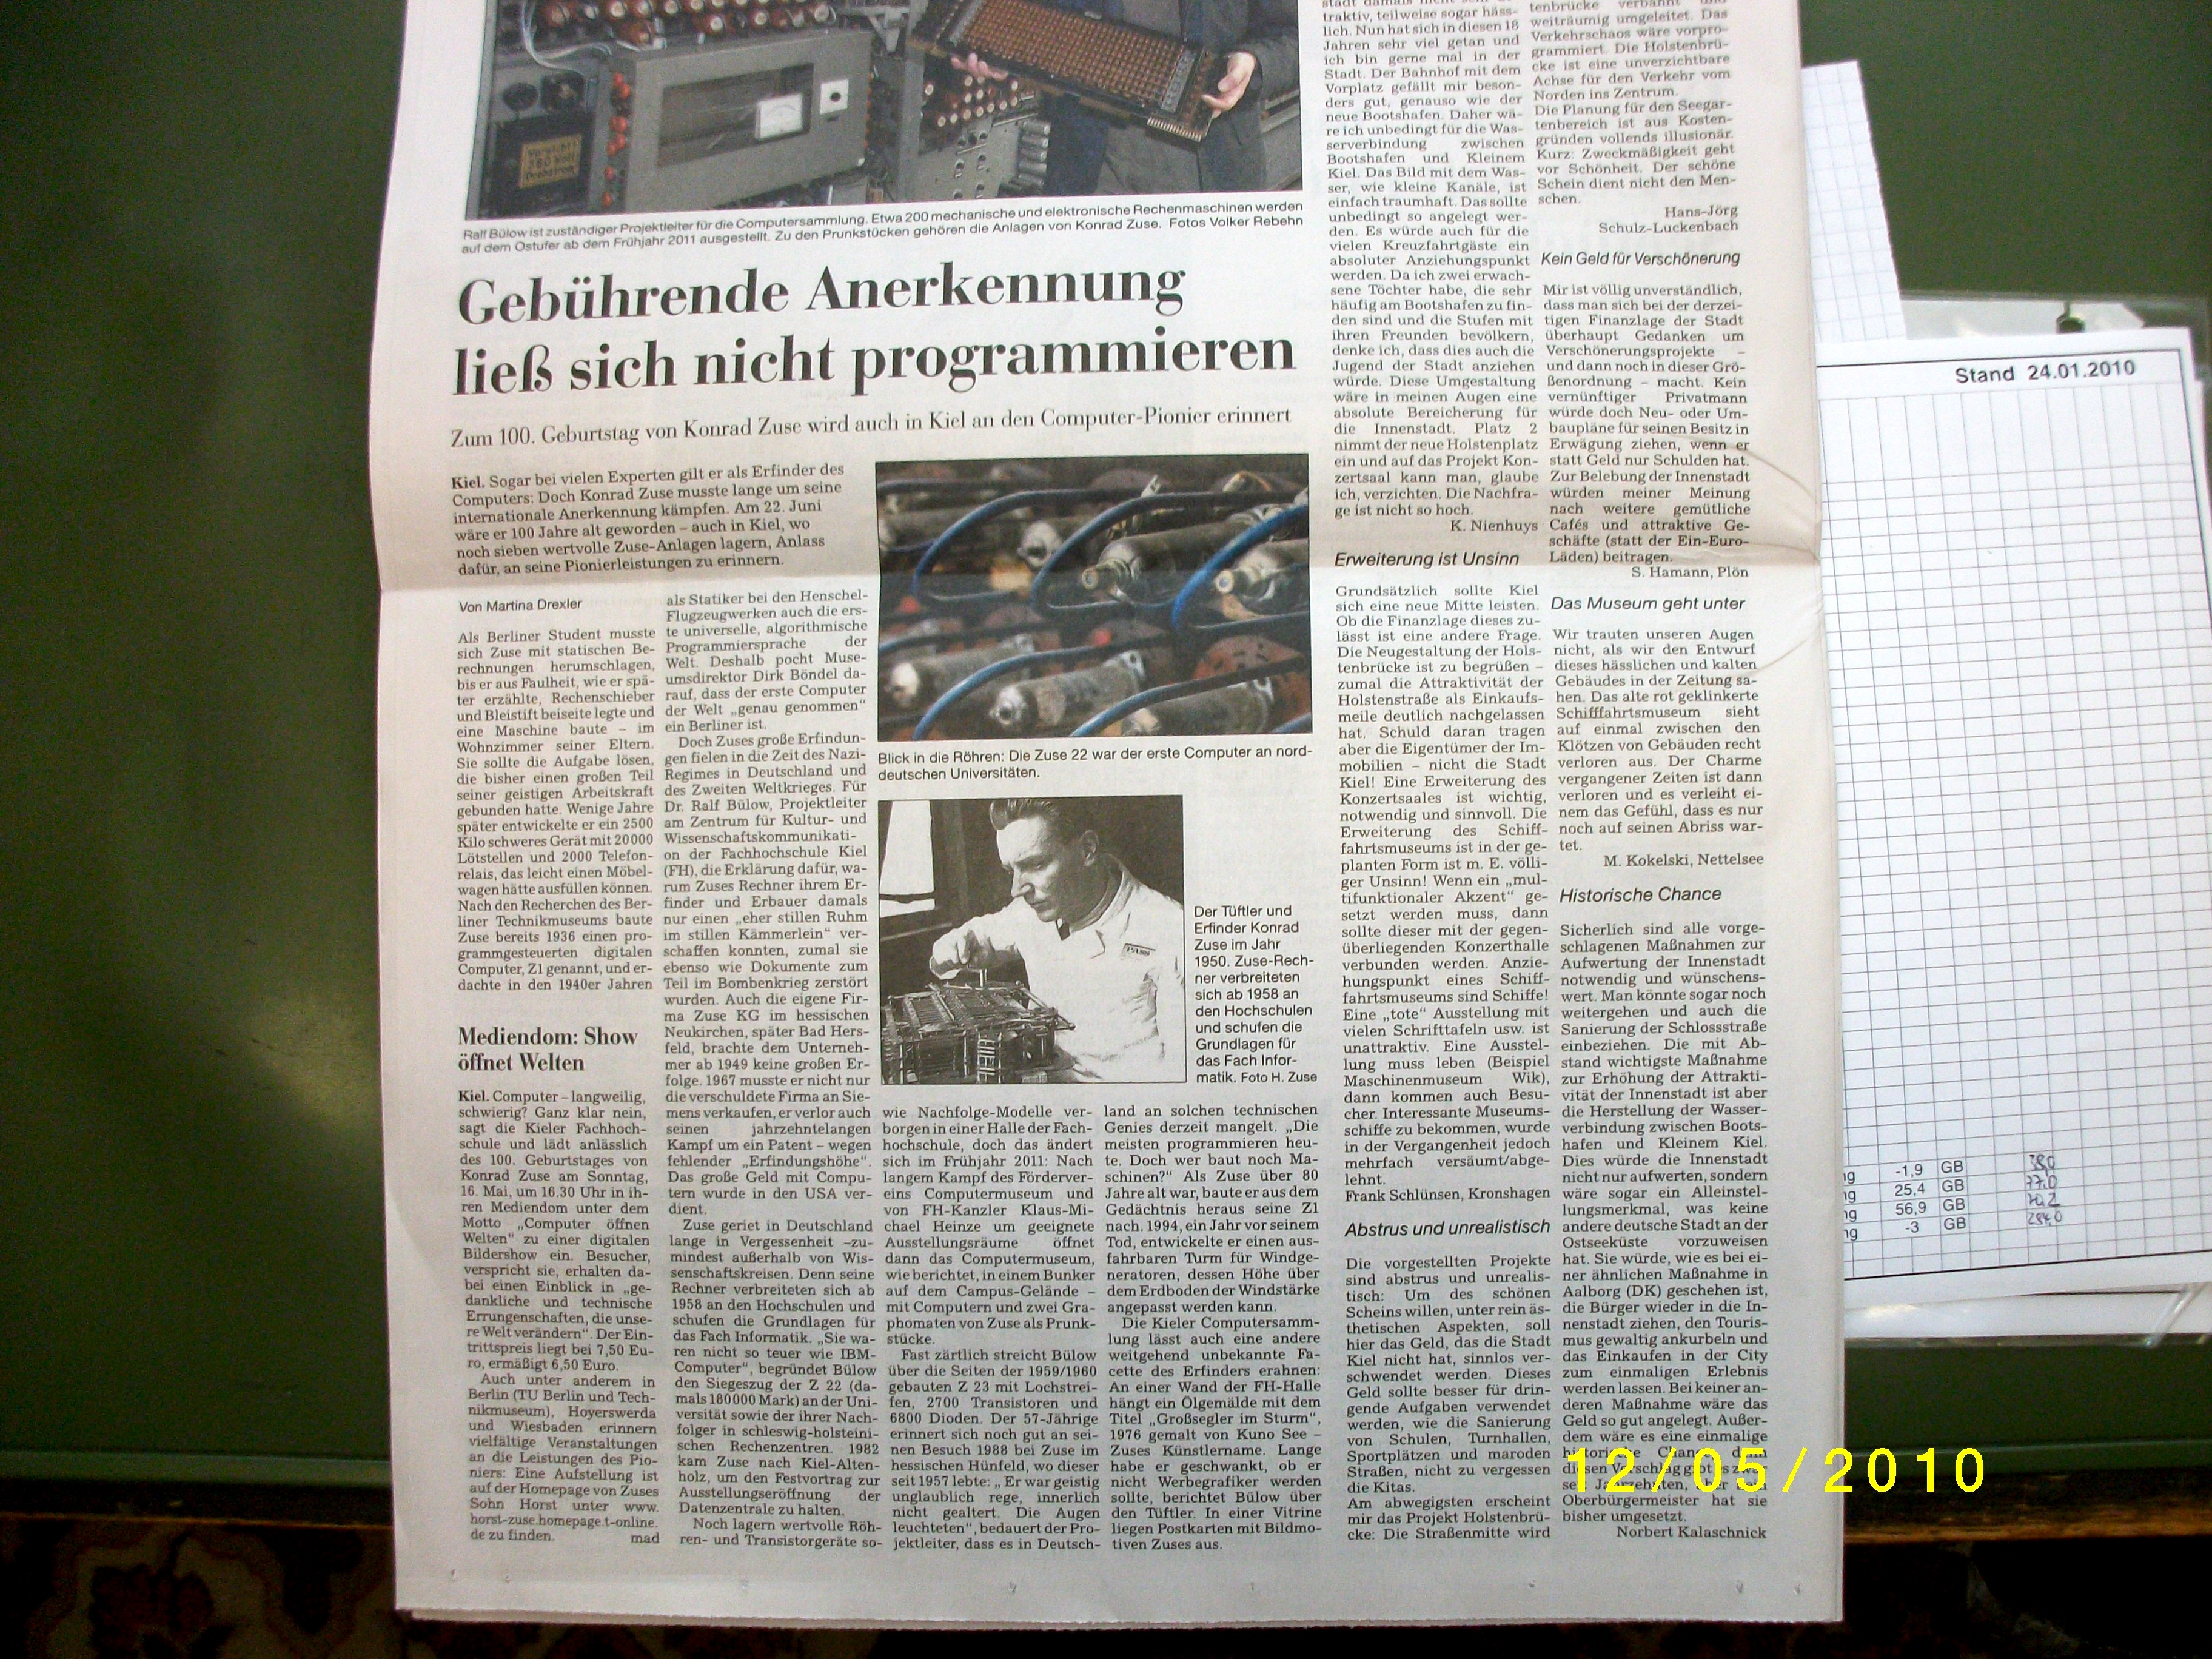 Vorsicht!
Ralf Bülow ist zuständiger Projektleiter für die Computersammlung. Etwa 200 mechanische und elektronische Rechenmaschinen werden
auf dem Ostufer ab dem Frühjahr 2011 ausgestellt. Zu den Prunkstücken gehören die Anlagen von Konrad Zuse. Fotos Volker Rebehn
Gebührende Anerkennung
ließ sich nicht programmieren
Zum 100. Geburtstag von Konrad Zuse wird auch in Kiel an den Computer-Pionier erinnert
Kiel. Sogar bei vielen Experten gilt er als Erfinder des
Computers: Doch Konrad Zuse musste lange um seine
internationale Anerkennung kämpfen. Am 22. Juni
wäre er 100 Jahre alt geworden – auch in Kiel, wo
noch sieben wertvolle Zuse-Anlagen lagern, Anlass
dafür, an seine Pionierleistungen zu erinnern.
Von Martina Drexler
Als Berliner Student musste
sich Zuse mit statischen Be-
rechnungen herumschlagen,
bis er aus Faulheit, wie er spä-
ter erzählte, Rechenschieber
und Bleistift beiseite legte und
eine Maschine baute – im
Wohnzimmer seiner Eltern.
Sie sollte die Aufgabe lösen,
die bisher einen großen Teil
seiner geistigen Arbeitskraft
gebunden hatte. Wenige Jahre
später entwickelte er ein 2500
Kilo schweres Gerät mit 20000
Lötstellen und 2000 Telefon-
relais, das leicht einen Möbel-
wagen hätte ausfüllen können.
Nach den Recherchen des Ber-
liner Technikmuseums baute
Zuse bereits 1936 einen pro-
grammgesteuerten digitalen
Computer, Z1 genannt, und er-
dachte in den 1940er Jahren
als Statiker bei den Henschel-
Flugzeugwerken auch die ers-
te universelle, algorithmische
Programmiersprache der
Welt. Deshalb pocht Muse-
umsdirektor Dirk Böndel da-
rauf, dass der erste Computer
der Welt „genau genommen“
ein Berliner ist.
Doch Zuses große Erfindun-
gen fielen in die Zeit des Nazi-
Regimes in Deutschland und
des Zweiten Weltkrieges. Für
Dr. Ralf Bülow, Projektleiter
am Zentrum für Kultur- und
Wissenschaftskommunikati-
on der Fachhochschule Kiel
(FH), die Erklärung dafür, wa-
rum Zuses Rechner ihrem Er-
finder und Erbauer damals
nur einen „eher stillen Ruhm
im stillen Kämmerlein“ ver-
schaffen konnten, zumal sie
ebenso wie Dokumente zum
Teil im Bombenkrieg zerstört
wurden. Auch die eigene Fir-
ma Zuse KG im hessischen
Neukirchen, später Bad Hers-
feld, brachte dem Unterneh-
mer ab 1949 keine großen Er-
folge. 1967 musste er nicht nur
die verschuldete Firma an Sie-
mens verkaufen, er verlor auch
seinen jahrzehntelangen
Kampf um ein Patent – wegen
fehlender „Erfindungshöhe“.
Das große Geld mit Compu-
tern wurde in den USA ver-
dient.
Zuse geriet in Deutschland
lange in Vergessenheit –zu-
mindest außerhalb von Wis-
senschaftskreisen. Denn seine
Rechner verbreiteten sich ab
1958 an den Hochschulen und
schufen die Grundlagen für
das Fach Informatik. „Sie wa-
ren nicht so teuer wie IBM-
Computer“, begründet Bülow
den Siegeszug der Z 22 (da-
mals 180000 Mark) an der Uni-
versität sowie der ihrer Nach-
folger in schleswig-holsteini-
schen Rechenzentren. 1982
kam Zuse nach Kiel-Alten-
holz, um den Festvortrag zur
Ausstellungseröffnung der
Datenzentrale zu halten.
Noch lagern wertvolle Röh-
ren- und Transistorgeräte so-
wie Nachfolge-Modelle ver-
borgen in einer Halle der Fach-
hochschule, doch das ändert
sich im Frühjahr 2011: Nach
langem Kampf des Förderver-
eins Computermuseum und
von FH-Kanzler Klaus-Mi-
chael Heinze um geeignete
Ausstellungsräume öffnet
dann das Computermuseum,
wie berichtet, in einem Bunker
auf dem Campus-Gelände –
mit Computern und zwei Gra-
phomaten von Zuse als Prunk-
stücke.
Fast zärtlich streicht Bülow
über die Seiten der 1959/1960
gebauten Z 23 mit Lochstrei-
fen, 2700 Transistoren und
6800 Dioden. Der 57-Jährige
erinnert sich noch gut an sei-
nen Besuch 1988 bei Zuse im
hessischen Hünfeld, wo dieser
seit 1957 lebte: „Er war geistig
unglaublich rege, innerlich
nicht gealtert. Die Augen
leuchteten“, bedauert der Pro-
jektleiter, dass es in Deutsch-
land an solchen technischen
Genies derzeit mangelt. „Die
meisten programmieren heu-
te. Doch wer baut noch Ma-
schinen?“ Als Zuse über 80
Jahre alt war, baute er aus dem
Gedächtnis heraus seine Z1
nach. 1994, ein Jahr vor seinem
Tod, entwickelte er einen aus-
fahrbaren Turm für Windge-
neratoren, dessen Höhe über
dem Erdboden der Windstärke
angepasst werden kann.
Die Kieler Computersamm-
lung lässt auch eine andere
weitgehend unbekannte Fa-
cette des Erfinders erahnen:
An einer Wand der FH-Halle
hängt ein Ölgemälde mit dem
Titel „Großsegler im Sturm“,
1976 gemalt von Kuno See –
Zuses Künstlername. Lange
habe er geschwankt, ob er
nicht Werbegrafiker werden
sollte, berichtet Bülow über
den Tüftler. In einer Vitrine
liegen Postkarten mit Bildmo-
tiven Zuses aus.
Blick in die Röhren: Die Zuse 22 war der erste Computer an nord-
deutschen Universitäten.
Der Tüftler und
Erfinder Konrad
Zuse im Jahr
1950. Zuse-Rech-
ner verbreiteten
sich ab 1958 an
den Hochschulen
und schufen die
Grundlagen für
das Fach Infor-
matik. Foto H. Zuse
Mediendom: Show
öffnet Welten
Kiel. Computer – langweilig,
schwierig? Ganz klar nein,
sagt die Kieler Fachhoch-
schule und lädt anlässlich
des 100. Geburtstages von
Konrad Zuse am Sonntag,
16. Mai, um 16.30 Uhr in ih-
ren Mediendom unter dem
Motto „Computer öffnen
Welten“ zu einer digitalen
Bildershow ein. Besucher,
verspricht sie, erhalten da-
bei einen Einblick in „ge-
dankliche und technische
Errungenschaften, die unse-
re Welt verändern“. Der Ein-
trittspreis liegt bei 7,50 Eu-
ro, ermäßigt 6,50 Euro.
Auch unter anderem in
Berlin (TU Berlin und Tech-
nikmuseum), Hoyerswerda
und Wiesbaden erinnern
vielfältige Veranstaltungen
an die Leistungen des Pio-
niers: Eine Aufstellung ist
auf der Homepage von Zuses
Sohn Horst unter www.
horst-zuse.homepage.t-online.
de zu finden. mad
traktiv, teilweise sogar häss-
lich. Nun hat sich in diesen 18
Jahren sehr viel getan und
ich bin gerne mal in der
Stadt. Der Bahnhof mit dem
Vorplatz gefällt mir beson-
ders gut, genauso wie der
neue Bootshafen. Daher wä-
re ich unbedingt für die Was-
serverbindung zwischen
Bootshafen und Kleinem
Kiel. Das Bild mit dem Was-
ser, wie kleine Kanäle, ist
einfach traumhaft. Das sollte
unbedingt so angelegt wer-
den. Es würde auch für die
vielen Kreuzfahrtgäste ein
absoluter Anziehungspunkt
werden. Da ich zwei erwach-
sene Töchter habe, die sehr
häufig am Bootshafen zu fin-
den sind und die Stufen mit
ihren Freunden bevölkern,
denke ich, dass dies auch die
Jugend der Stadt anziehen
würde. Diese Umgestaltung
wäre in meinen Augen eine
absolute Bereicherung für
die Innenstadt. Platz 2
nimmt der neue Holstenplatz
ein und auf das Projekt Kon-
zertsaal kann man, glaube
ich, verzichten. Die Nachfra-
ge ist nicht so hoch.
K. Nienhuys
Erweiterung ist Unsinn
Grundsätzlich sollte Kiel
sich eine neue Mitte leisten.
Ob die Finanzlage dieses zu-
lässt ist eine andere Frage.
Die Neugestaltung der Hols-
tenbrücke ist zu begrüßen –
zumal die Attraktivität der
Holstenstraße als Einkaufs-
meile deutlich nachgelassen
hat. Schuld daran tragen
aber die Eigentümer der Im-
mobilien – nicht die Stadt
Kiel! Eine Erweiterung des
Konzertsaales ist wichtig,
notwendig und sinnvoll. Die
Erweiterung des Schiff-
fahrtsmuseums ist in der ge-
planten Form ist m. E. völli-
ger Unsinn! Wenn ein „mul-
tifunktionaler Akzent“ ge-
setzt werden muss, dann
sollte dieser mit der gegen-
überliegenden Konzerthalle
verbunden werden. Anzie-
hungspunkt eines Schiff-
fahrtsmuseums sind Schiffe!
Eine „tote“ Ausstellung mit
vielen Schrifttafeln usw. ist
unattraktiv. Eine Ausstel-
lung muss leben (Beispiel
Maschinenmuseum Wik),
dann kommen auch Besu-
cher. Interessante Museums-
schiffe zu bekommen, wurde
in der Vergangenheit jedoch
mehrfach versäumt/abge-
lehnt.
Frank Schlünsen, Kronshagen
Abstrus und unrealistisch
Die vorgestellten Projekte
sind abstrus und unrealis-
tisch: Um des schönen
Scheins willen, unter rein äs-
thetischen Aspekten, soll
hier das Geld, das die Stadt
Kiel nicht hat, sinnlos ver-
schwendet werden. Dieses
Geld sollte besser für drin-
gende Aufgaben verwendet
werden, wie die Sanierung
von Schulen, Turnhallen,
Sportplätzen und maroden
Straßen, nicht zu vergessen
die Kitas.
Am abwegigsten erscheint
mir das Projekt Holstenbrü-
cke: Die Straßenmitte wird
tenbrücke verbannt und
weiträumig umgeleitet. Das
Verkehrschaos wäre vorpro-
grammiert. Die Holstenbrü-
cke ist eine unverzichtbare
Achse für den Verkehr vom
Norden ins Zentrum.
Die Planung für den Seegar-
tenbereich ist aus Kosten-
gründen vollends illusionär.
Kurz: Zweckmäßigkeit geht
vor Schönheit. Der schöne
Schein dient nicht den Men-
schen.
Hans-Jörg
Schulz-Luckenbach
Kein Geld für Verschönerung
Mir ist völlig unverständlich,
dass man sich bei der derzei-
tigen Finanzlage der Stadt
überhaupt Gedanken um
Verschönerungsprojekte –
und dann noch in dieser Grö-
ßenordnung – macht. Kein
vernünftiger Privatmann
würde doch Neu- oder Um-
baupläne für seinen Besitz in
Erwägung ziehen, wenn er
statt Geld nur Schulden hat.
Zur Belebung der Innenstadt
würden meiner Meinung
nach weitere gemütliche
Cafés und attraktive Ge-
schäfte (statt der Ein-Euro-
Läden) beitragen.
S. Hamann, Plön
Das Museum geht unter
Wir trauten unseren Augen
nicht, als wir den Entwurf
dieses hässlichen und kalten
Gebäudes in der Zeitung sa-
hen. Das alte rot geklinkerte
Schifffahrtsmuseum sieht
auf einmal zwischen den
Klötzen von Gebäuden recht
verloren aus. Der Charme
vergangener Zeiten ist dann
verloren und es verleiht ei-
nem das Gefühl, dass es nur
noch auf seinen Abriss war-
tet.
M. Kokelski, Nettelsee
Historische Chance
Sicherlich sind alle vorge-
schlagenen Maßnahmen zur
Aufwertung der Innenstadt
notwendig und wünschens-
wert. Man könnte sogar noch
weitergehen und auch die
Sanierung der Schlossstraße
einbeziehen. Die mit Ab-
stand wichtigste Maßnahme
zur Erhöhung der Attrakti-
vität der Innenstadt ist aber
die Herstellung der Wasser-
verbindung zwischen Boots-
hafen und Kleinem Kiel.
Dies würde die Innenstadt
nicht nur aufwerten, sondern
wäre sogar ein Alleinstel-
lungsmerkmal, was keine
andere deutsche Stadt an der
Ostseeküste vorzuweisen
hat. Sie würde, wie es bei ei-
ner ähnlichen Maßnahme in
Aalborg (DK) geschehen ist,
die Bürger wieder in die In-
nenstadt ziehen, den Touris-
mus gewaltig ankurbeln und
das Einkaufen in der City
zum einmaligen Erlebnis
werden lassen. Bei keiner an-
deren Maßnahme wäre das
Geld so gut angelegt. Außer-
dem wäre es eine einmalige
historische Chance, denn
diesen Vorschlag gibt es zwar
seit Jahrzehnten, aber kein
Oberbürgermeister hat sie
bisher umgesetzt.
Norbert Kalaschnick
Stand 24.01.2010
-1,9 GB
25,4 GB
56,9 GB
-3 GB
12/05/2010